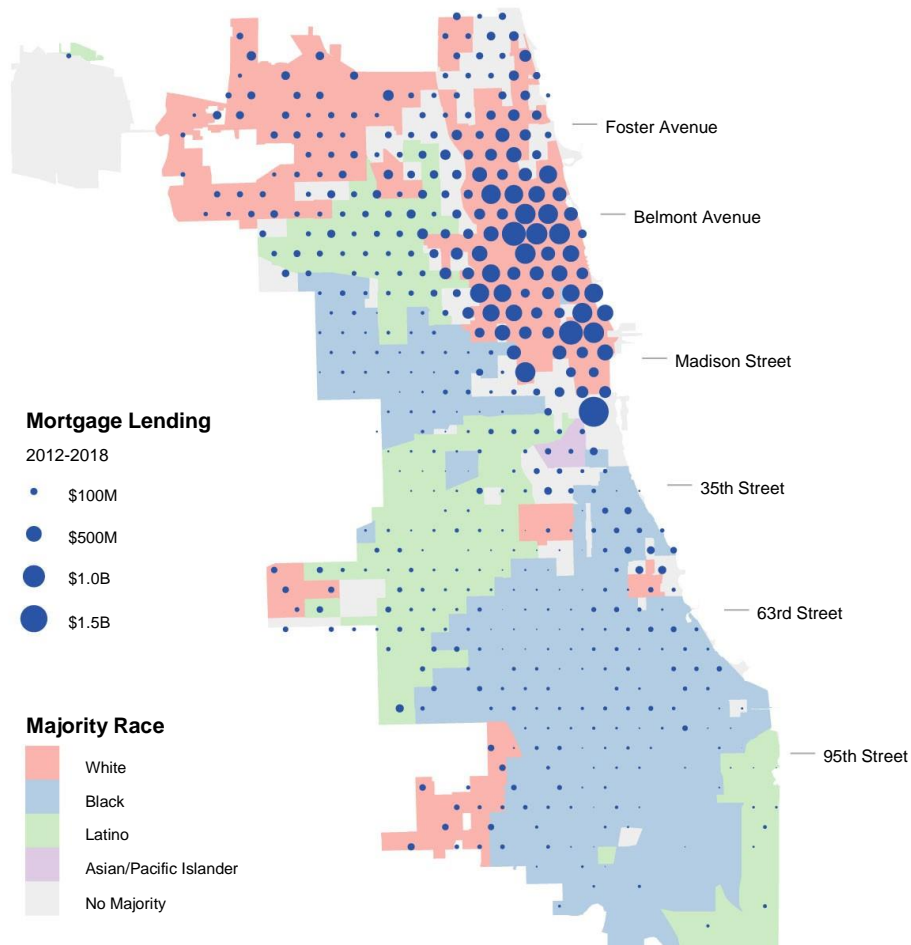 Foster Avenue
Belmont Avenue
Madison Street
35th Street
63rd Street
95th Street
Mortgage Lending
2012-2018
$100M
$500M
$1.0B
$1.5B
Majority Race
White
Black
Latino
Asian/Pacific Islander
No Majority